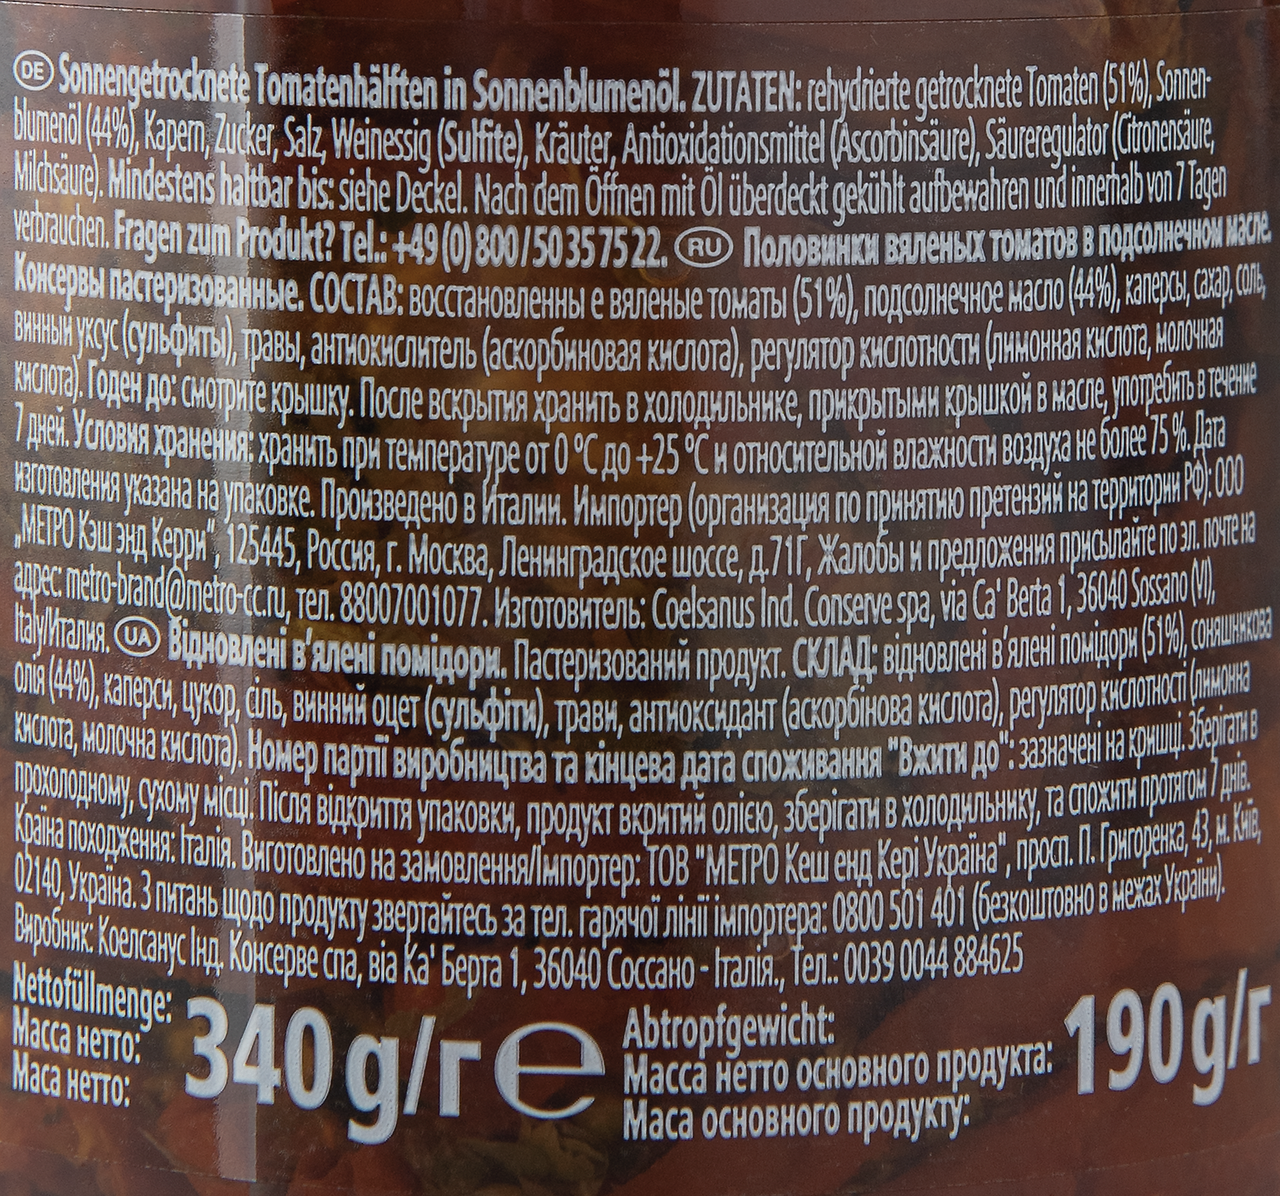 DE Sonnengetrocknete Tomatenhälften in Sonnenblumenöl. ZUTATEN: rehydrierte getrocknete Tomaten (51%), Sonnen-
blumenöl (44%), Kapern, Zucker, Salz, Weinessig (Sulfite), Kräuter, Antioxidationsmittel (Ascorbinsäure), Säureregulator (Citronensäure,
Milchsäure). Mindestens haltbar bis: siehe Deckel. Nach dem Öffnen mit Öl überdeckt gekühlt aufbewahren und innerhalb von 7 Tagen
verbrauchen. Fragen zum Produkt? Tel.: +49 (0) 800/50 35 75 22. RU Половинки вяленых томатов в подсолнечном масле.
Консервы пастеризованные. СОСТАВ: восстановленны е вяленые томаты (51%), подсолнечное масло (44%), каперсы, сахар, соль,
винный уксус (сульфиты), травы, антиокислитель (аскорбиновая кислота), регулятор кислотности (лимонная кислота, молочная
кислота). Годен до: смотрите крышку. После вскрытия хранить в холодильнике, прикрытыми крышкой в масле, употребить в течение
7 дней. Условия хранения: хранить при температуре от 0 °C до +25 °C и относительной влажности воздуха не более 75 %. Дата
изготовления указана на упаковке. Произведено в Италии. Импортер (организация по принятию претензий на территории РФ): ООО
„МЕТРО Кэш энд Керри“, 125445, Россия, г. Москва, Ленинградское шоссе, д.71Г, Жалобы и предложения присылайте по эл. почте на
адрес: metro-brand@metro-cc.ru, тел. 88007001077. Изготовитель: Coelsanus Ind. Conserve spa, via Ca' Berta 1, 36040 Sossano (VI),
Italy/Италия. UA Відновлені в'ялені помідори. Пастеризований продукт. СКЛАД: відновлені в'ялені помідори (51%), соняшникова
олія (44%), каперси, цукор, сіль, винний оцет (сульфіти), трави, антиоксидант (аскорбінова кислота), регулятор кислотності (лимонна
кислота, молочна кислота). Номер партії виробництва та кінцева дата споживання "Вжити до": зазначені на кришці. Зберігати в
прохолодному, сухому місці. Після відкриття упаковки, продукт вкритий олією, зберігати в холодильнику, та спожити протягом 7 днів.
Країна походження: Італія. Виготовлено на замовлення/Імпортер: ТОВ "МЕТРО Кеш енд Кері Україна", просп. П. Григоренка, 43, м. Київ,
02140, Україна. З питань щодо продукту звертайтесь за тел. гарячої лінії імпортера: 0800 501 401 (безкоштовно в межах України).
Виробник: Коелсанус Інд. Консерве спа, віа Ка' Берта 1, 36040 Соссано - Італія., Тел.: 0039 0044 884625
Nettofüllmenge:
Масса нетто:
Маса нетто:
340 g/г ℮
Abtropfgewicht:
Масса нетто основного продукта:
Маса основного продукту:
190 g/г